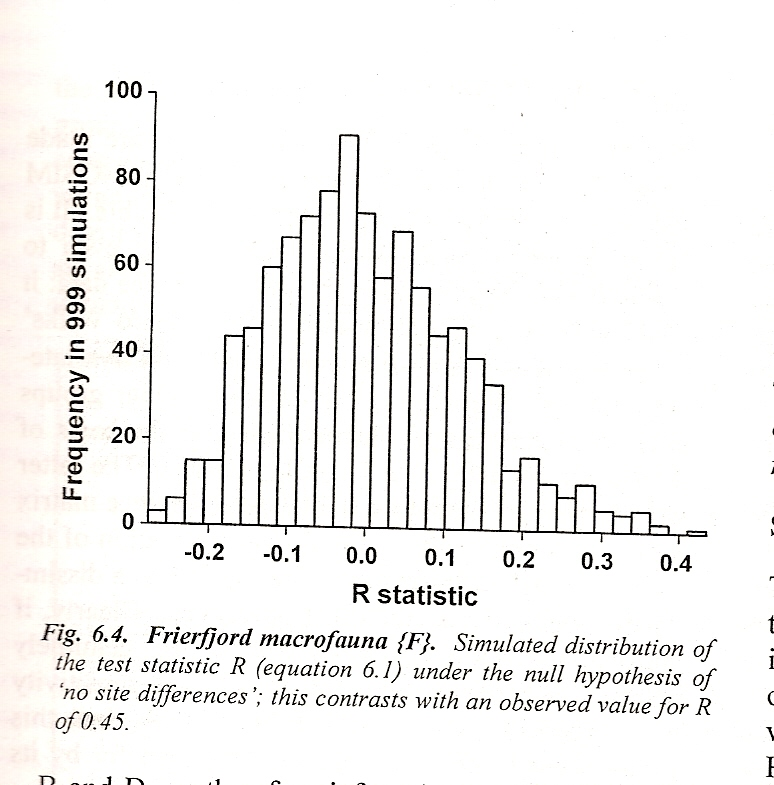 100
80
60
40
20
0
Frequency in 999 simulations
-0.2 -0.1 0.0 0.1 0.2 0.3 0.4
R statistic
Fig. 6.4. Frierfjord macrofauna {F}. Simulated distribution of
the test statistic R (equation 6.1) under the null hypothesis of
‘no site differences’; this contrasts with an observed value for R
of 0.45.